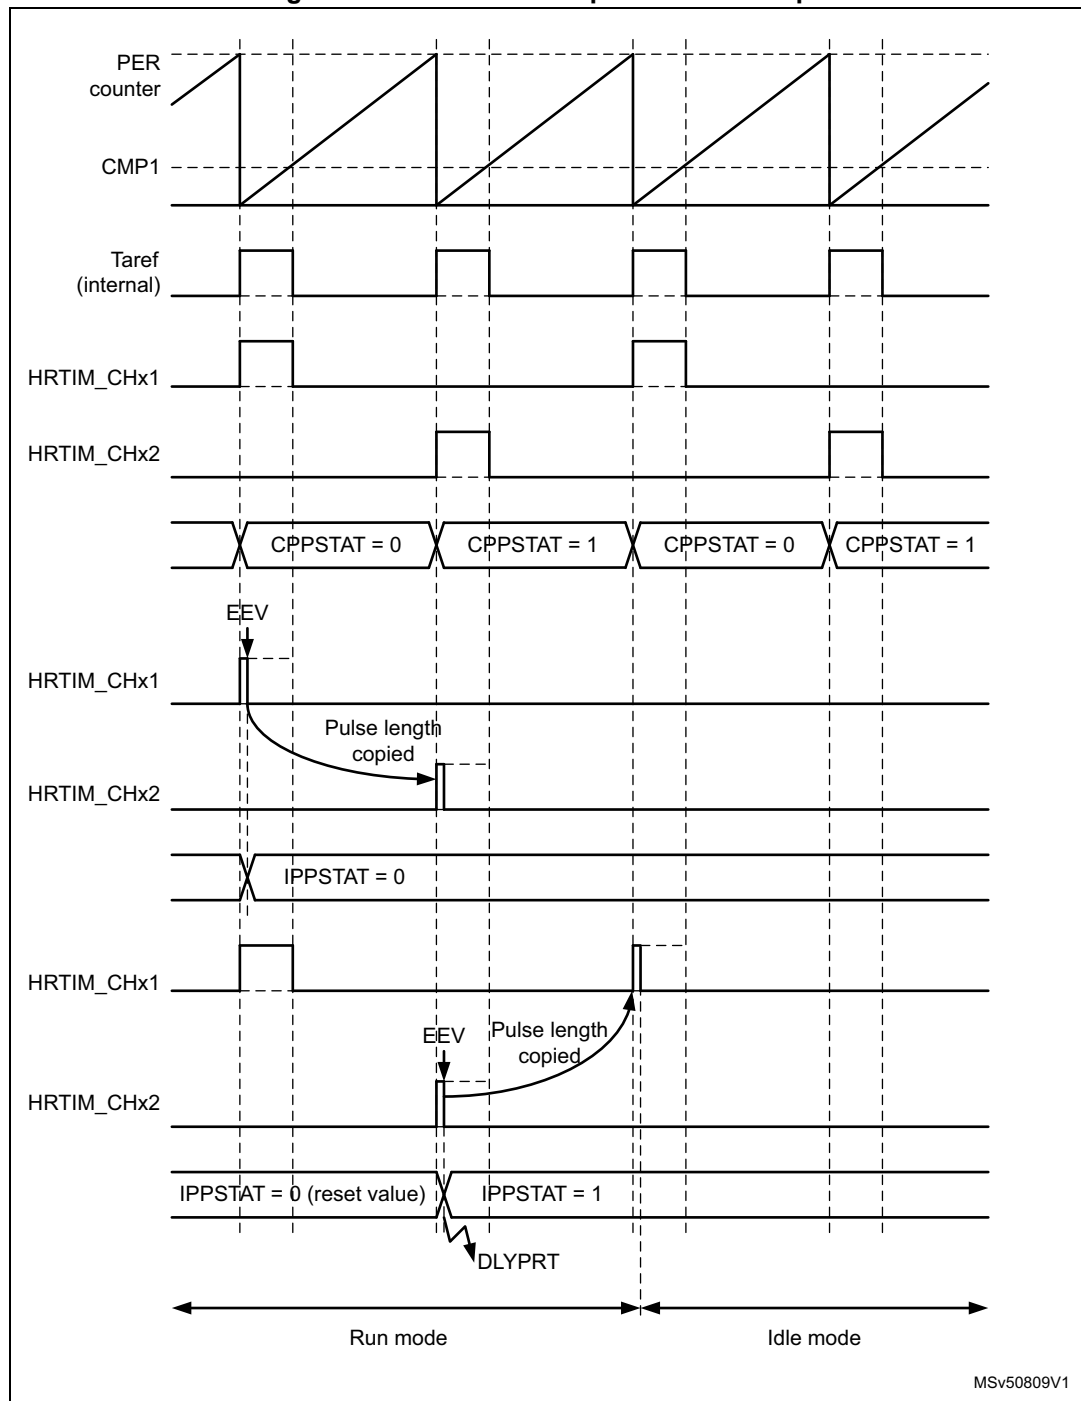 PER
counter
CMP1
Taref
(internal)
HRTIM_CHx1
HRTIM_CHx2
CPPSTAT = 0 CPPSTAT = 1 CPPSTAT = 0 CPPSTAT = 1
EEV
HRTIM_CHx1
Pulse length
copied
HRTIM_CHx2
IPPSTAT = 0
HRTIM_CHx1
EEV
Pulse length
copied
HRTIM_CHx2
IPPSTAT = 0 (reset value) IPPSTAT = 1
DLYPRT
Run mode Idle mode
MSv50809V1